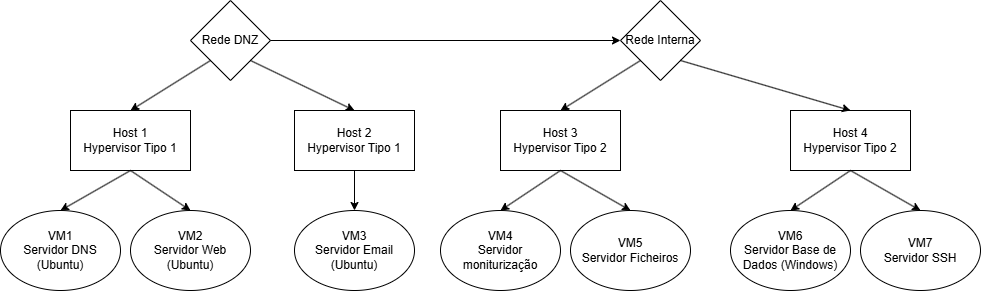 Rede DNZ
Rede Interna
Host 1
Hypervisor Tipo 1
Host 2
Hypervisor Tipo 1
Host 3
Hypervisor Tipo 2
Host 4
Hypervisor Tipo 2
VM1
Servidor DNS
(Ubuntu)
VM2
Servidor Web
(Ubuntu)
VM3
Servidor Email
(Ubuntu)
VM4
Servidor
moniturização
VM5
Servidor Ficheiros
VM6
Servidor Base de
Dados (Windows)
VM7
Servidor SSH